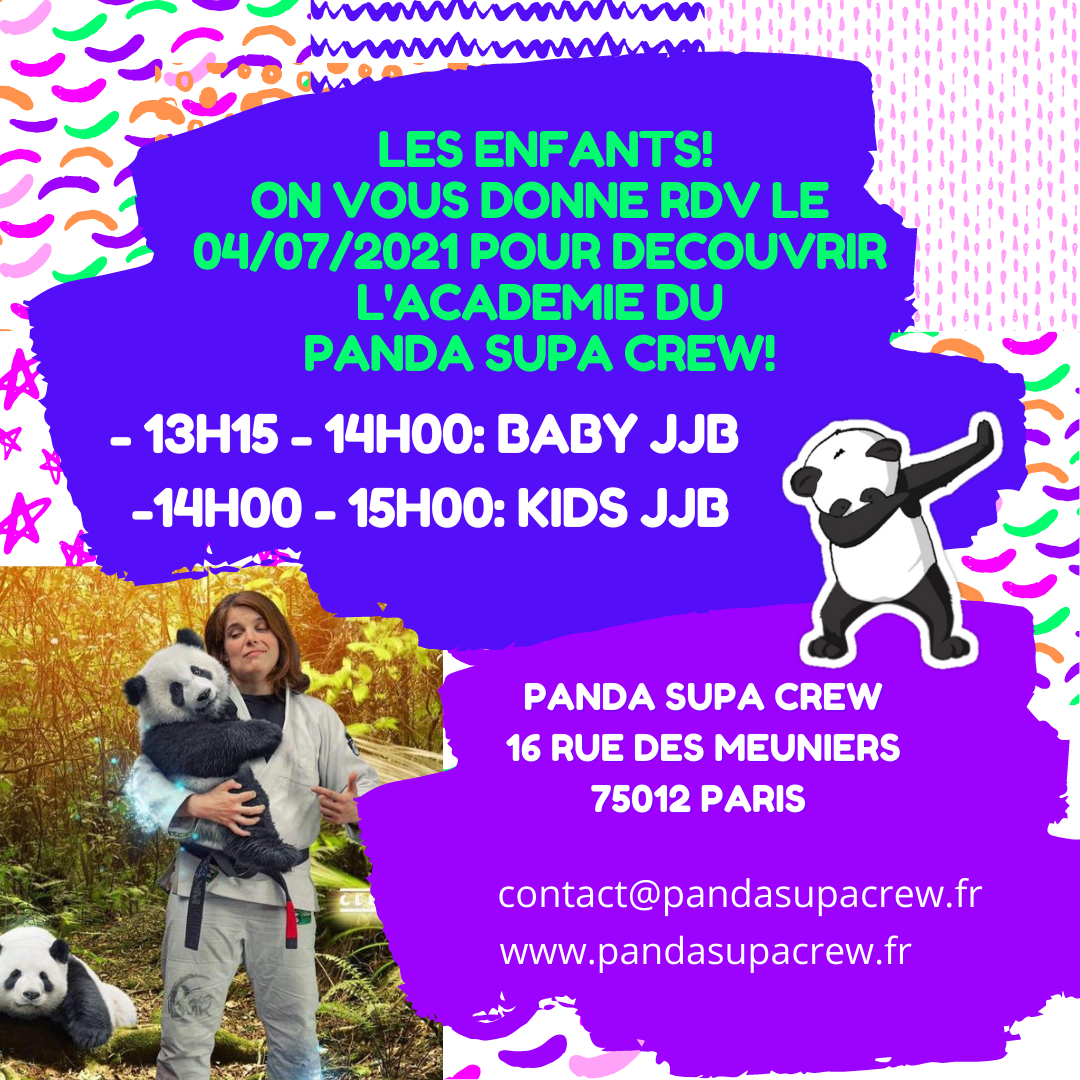 LES ENFANTS!
ON VOUS DONNE RDV LE
04/07/2021 POUR DECOUVRIR
L'ACADEMIE DU
PANDA SUPA CREW!
- 13H15 - 14H00: BABY JJB
-14H00 - 15H00: KIDS JJB
PANDA SUPA CREW
16 RUE DES MEUNIERS
75012 PARIS
contact@pandasupacrew.fr
www.pandasupacrew.fr